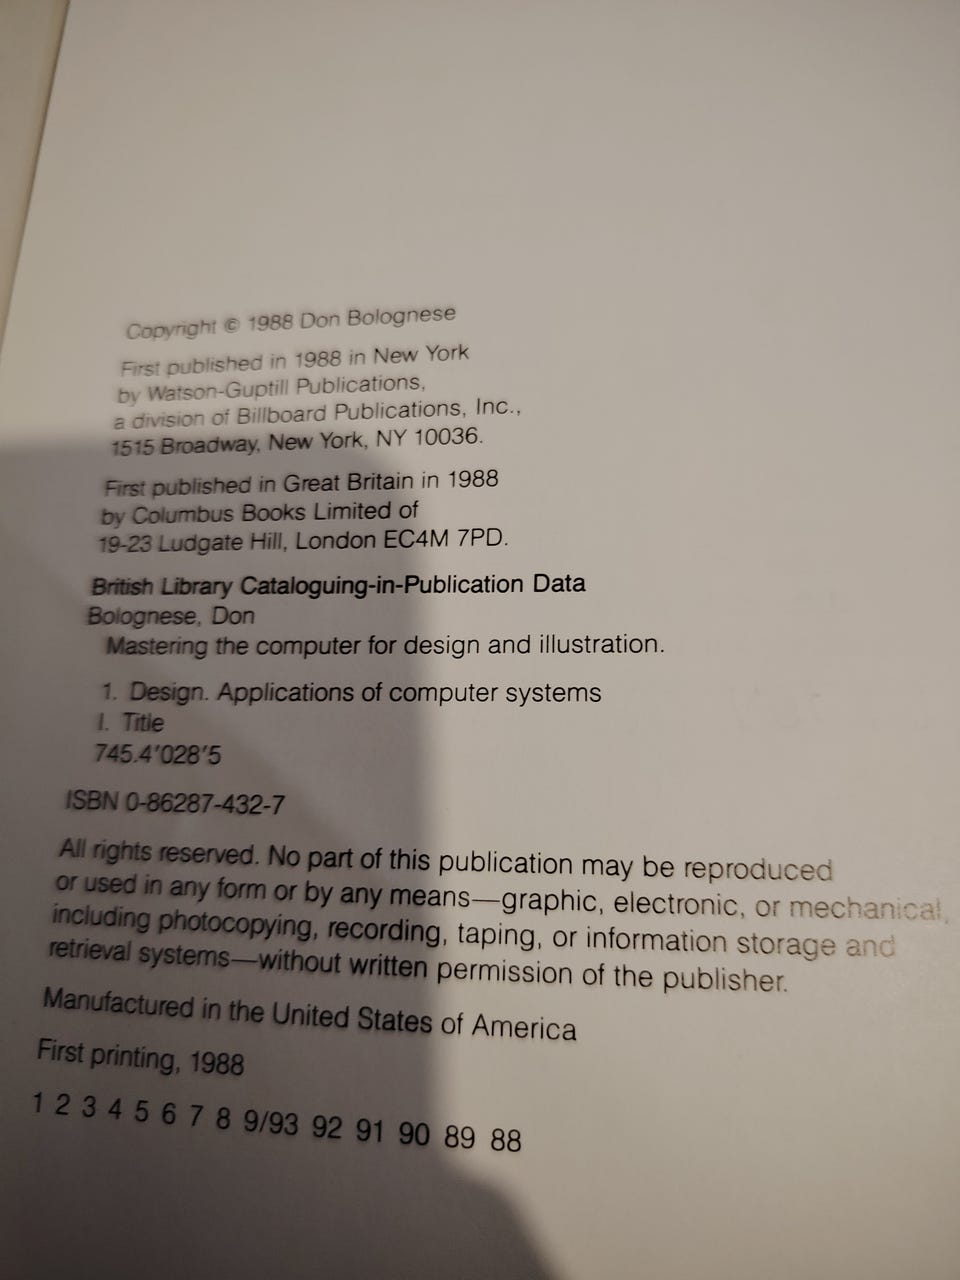 Copyright © 1988 Don Bolognese
First published in 1988 in New York
by Watson-Guptill Publications,
a division of Billboard Publications, Inc.,
1515 Broadway, New York, NY 10036.
First published in Great Britain in 1988
by Columbus Books Limited of
19-23 Ludgate Hill, London EC4M 7PD.
British Library Cataloguing-in-Publication Data
Bolognese, Don
Mastering the computer for design and illustration.
1. Design. Applications of computer systems
I. Title
745.4'028'5
ISBN 0-86287-432-7
All rights reserved. No part of this publication may be reproduced
or used in any form or by any means—graphic, electronic, or mechanical,
including photocopying, recording, taping, or information storage and
retrieval systems—without written permission of the publisher.
Manufactured in the United States of America
First printing, 1988
1 2 3 4 5 6 7 8 9/93 92 91 90 89 88